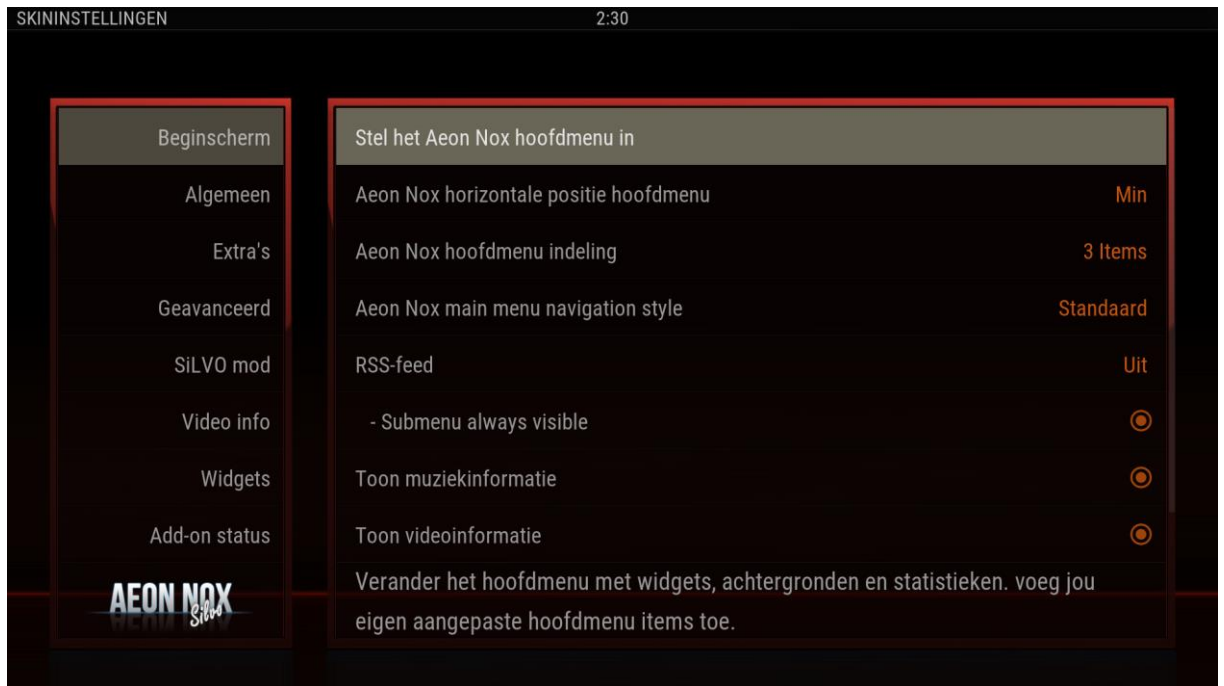 SKININSTELLINGEN 2:30
Beginscherm
Algemeen
Extra's
Geavanceerd
SiLVO mod
Video info
Widgets
Add-on status
AEON NOX
Silvo
Stel het Aeon Nox hoofdmenu in
Aeon Nox horizontale positie hoofdmenu Min
Aeon Nox hoofdmenu indeling 3 Items
Aeon Nox main menu navigation style Standaard
RSS-feed Uit
- Submenu always visible
Toon muziekinformatie
Toon videoinformatie
Verander het hoofdmenu met widgets, achtergronden en statistieken. voeg jou
eigen aangepaste hoofdmenu items toe.